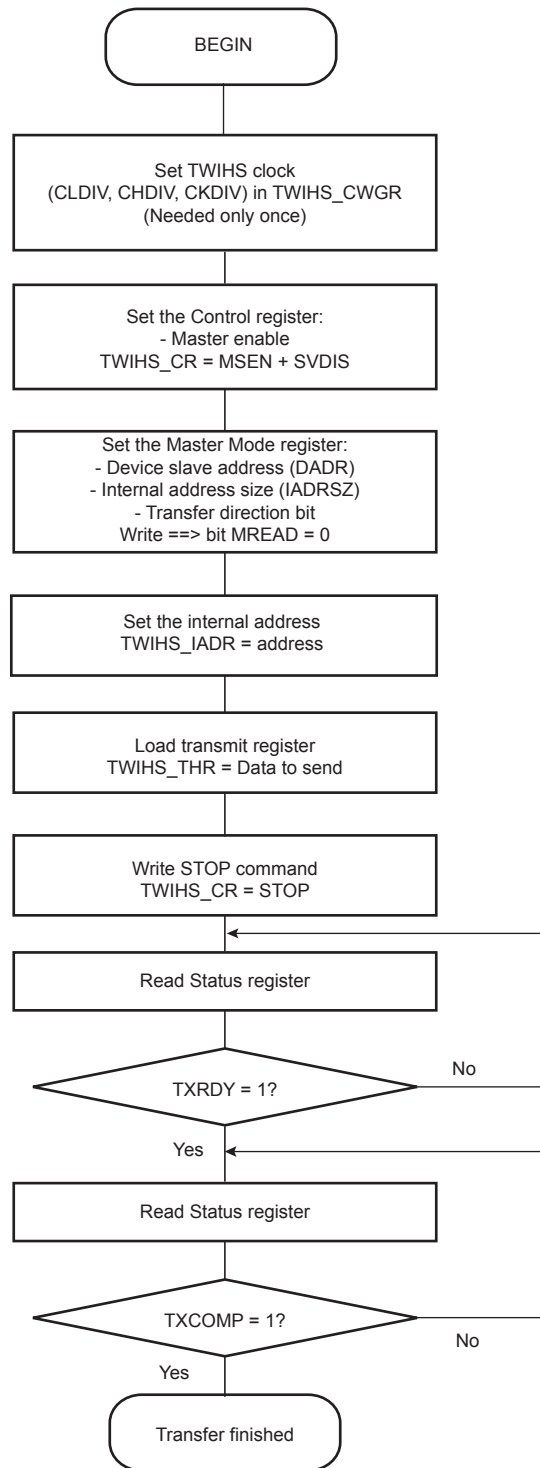 BEGIN
Set TWIHS clock
(CLDIV, CHDIV, CKDIV) in TWIHS_CWGR
(Needed only once)
Set the Control register:
- Master enable
TWIHS_CR = MSEN + SVDIS
Set the Master Mode register:
- Device slave address (DADR)
- Internal address size (IADRSZ)
- Transfer direction bit
Write ==> bit MREAD = 0
Set the internal address
TWIHS_IADR = address
Load transmit register
TWIHS_THR = Data to send
Write STOP command
TWIHS_CR = STOP
Read Status register
No
TXRDY = 1?
Yes
Read Status register
TXCOMP = 1?
No
Yes
Transfer finished